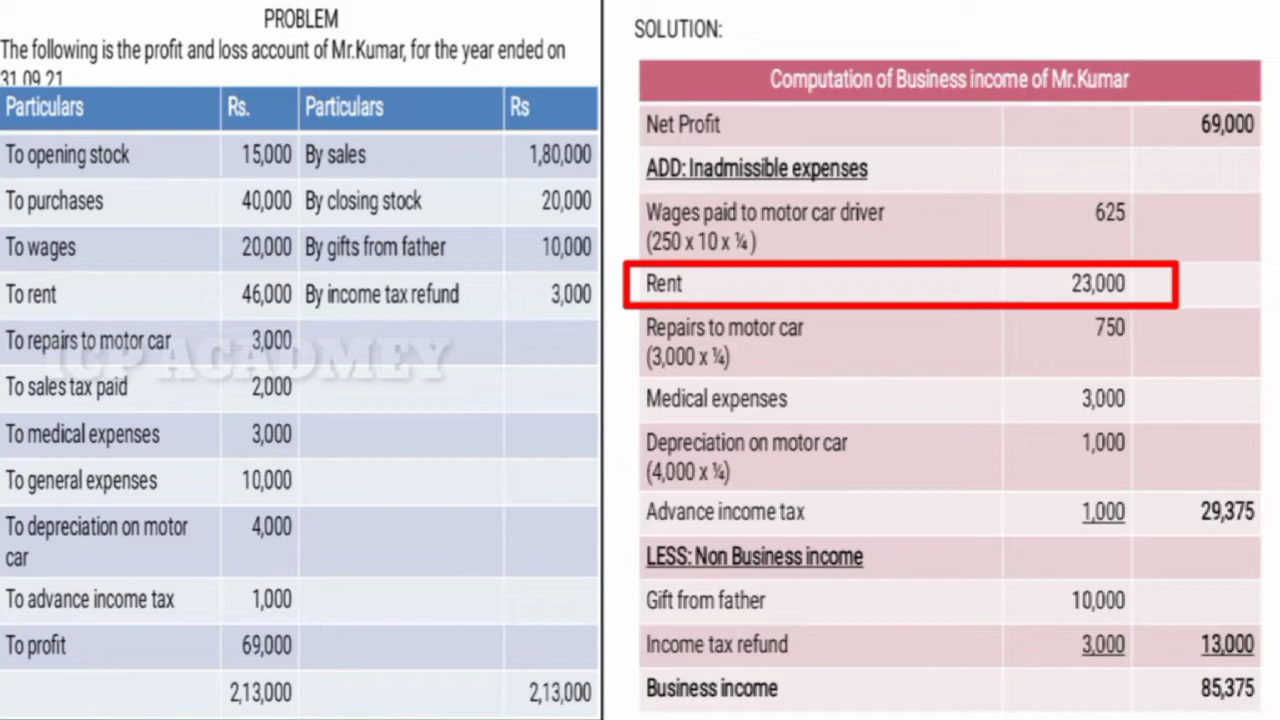 PROBLEM
The following is the profit and loss account of Mr.Kumar, for the year ended on
31.09.21
Particulars Rs. Particulars Rs
To opening stock 15,000 By sales 1,80,000
To purchases 40,000 By closing stock 20,000
To wages 20,000 By gifts from father 10,000
To rent 46,000 By income tax refund 3,000
To repairs to motor car 3,000
CP ACADMEY
To sales tax paid 2,000
To medical expenses 3,000
To general expenses 10,000
To depreciation on motor 4,000
car
To advance income tax 1,000
To profit 69,000
2,13,000 2,13,000
SOLUTION:
Computation of Business income of Mr.Kumar
Net Profit 69,000
ADD: Inadmissible expenses
Wages paid to motor car driver 625
(250 x 10 x ¼)
Rent 23,000
Repairs to motor car 750
(3,000 x ¼)
Medical expenses 3,000
Depreciation on motor car 1,000
(4,000 x ¼)
Advance income tax 1,000 29,375
LESS: Non Business income
Gift from father 10,000
Income tax refund 3,000 13,000
Business income 85,375